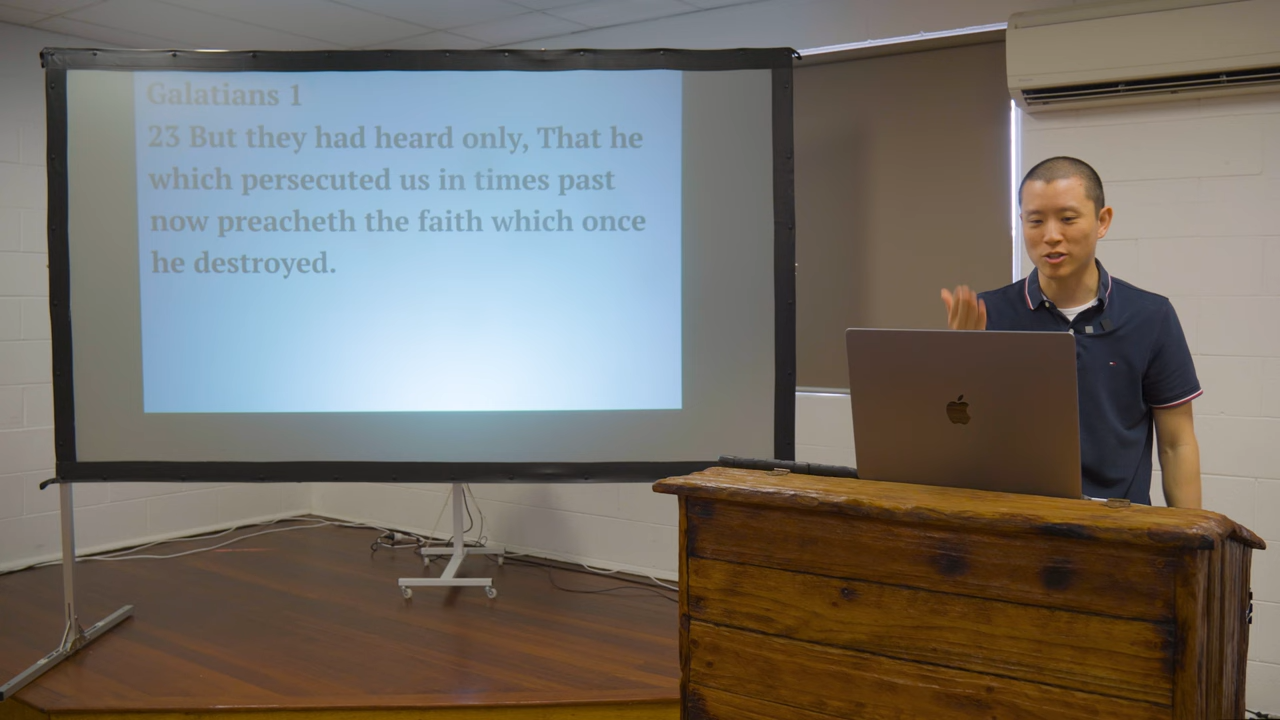 Galatians 1
23 But they had heard only, That he
which persecuted us in times past
now preacheth the faith which once
he destroyed.